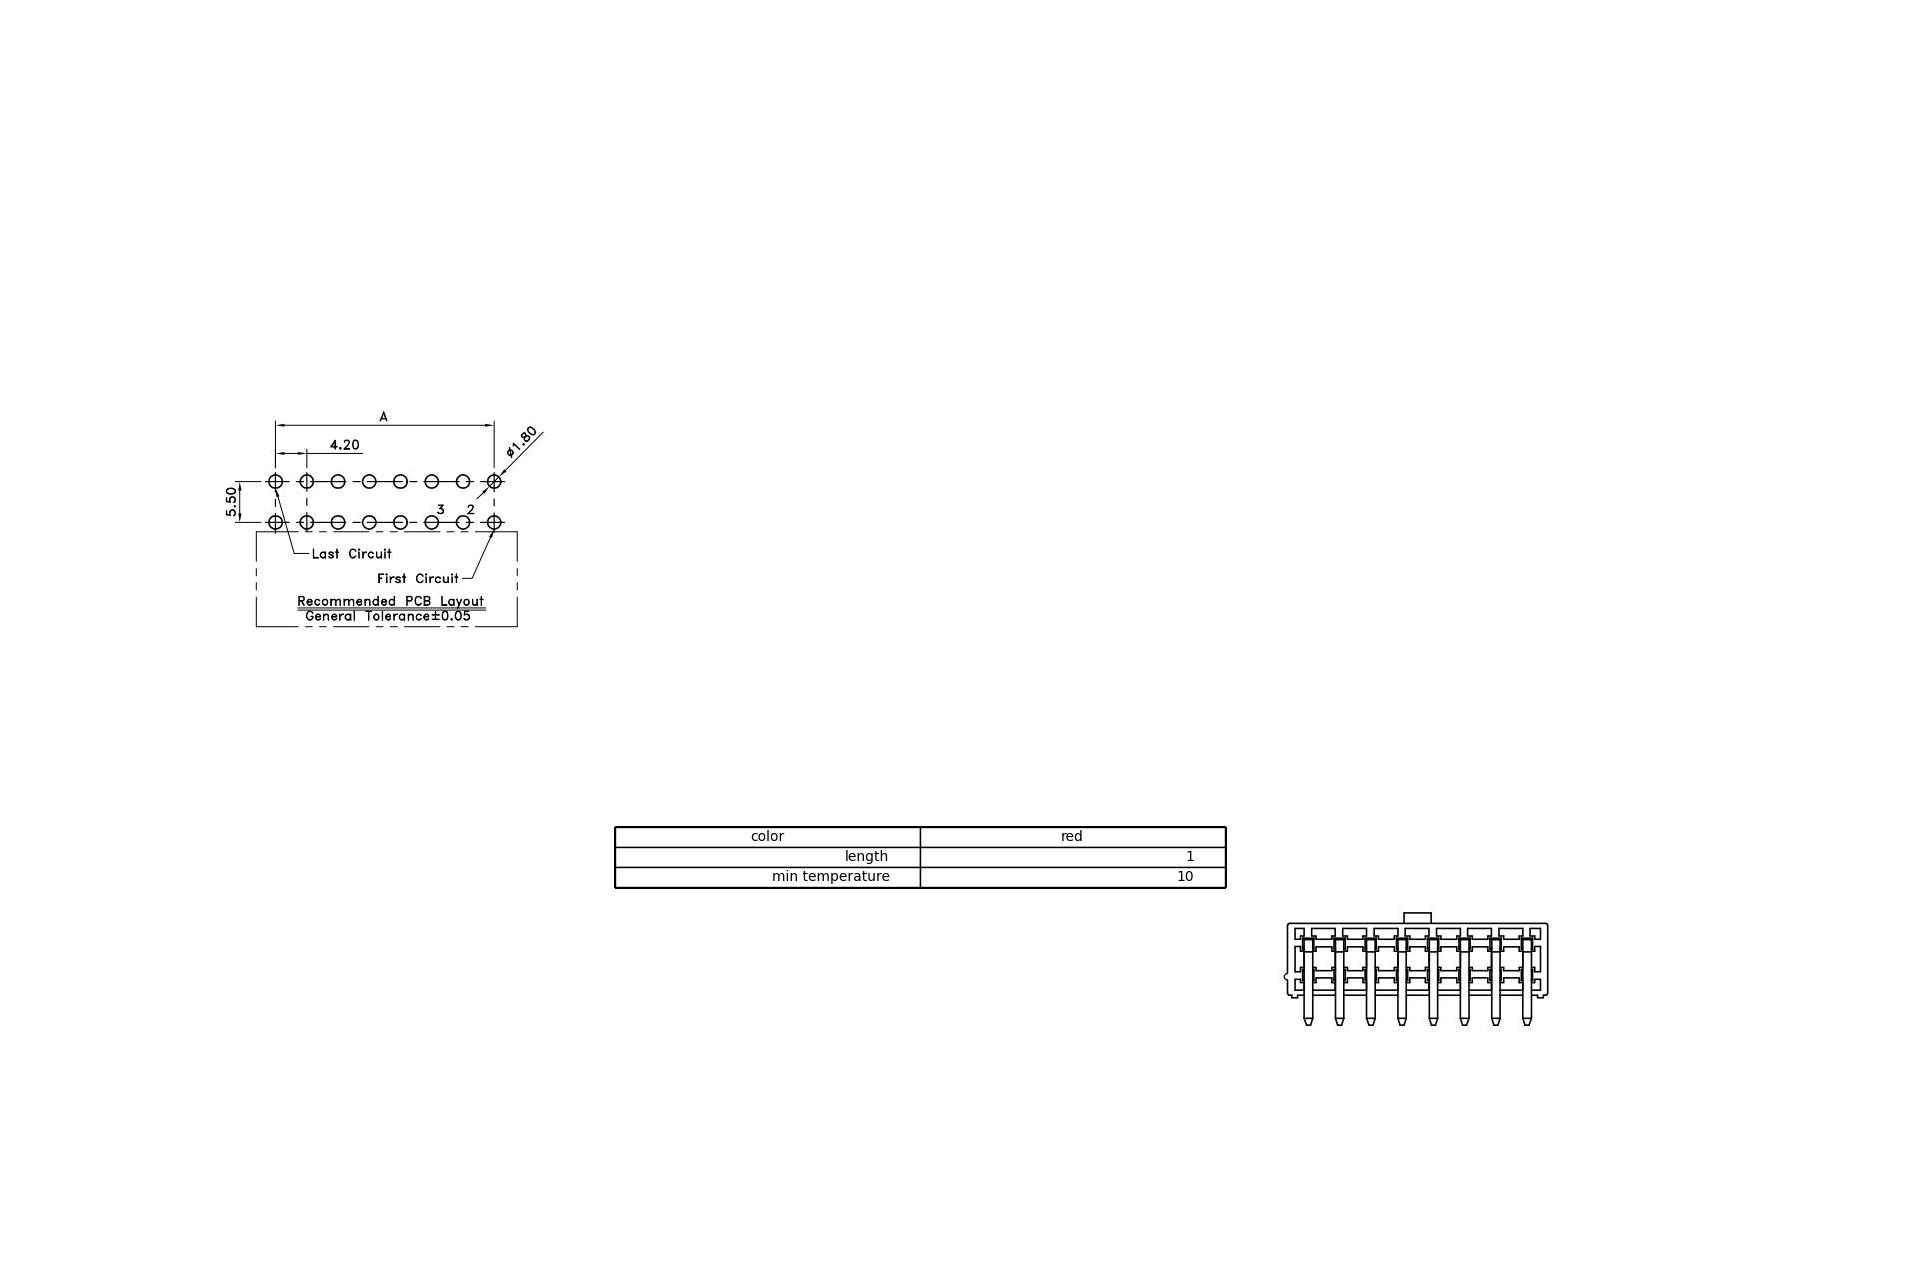 A
4.20
ø1.80
5.50
3 2
Last Circuit
First Circuit
Recommended PCB Layout
General Tolerance±0.05
color red
length 1
min temperature 10